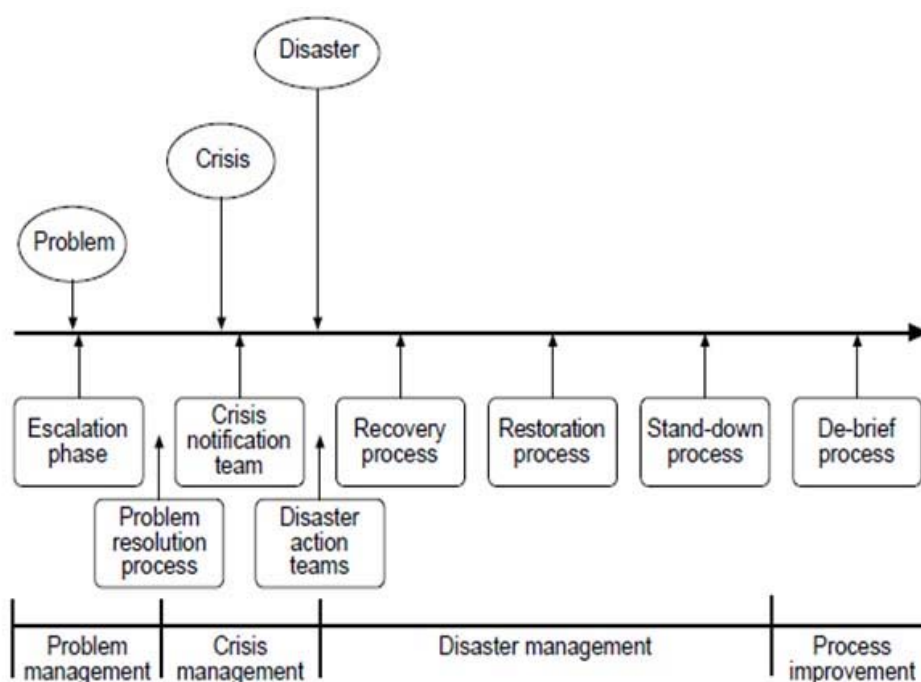 Disaster
Crisis
Problem
Escalation
phase
Crisis
notification
team
Recovery
process
Restoration
process
Stand-down
process
De-brief
process
Problem
resolution
process
Disaster
action
teams
Problem
management
Crisis
management
Disaster management
Process
improvement